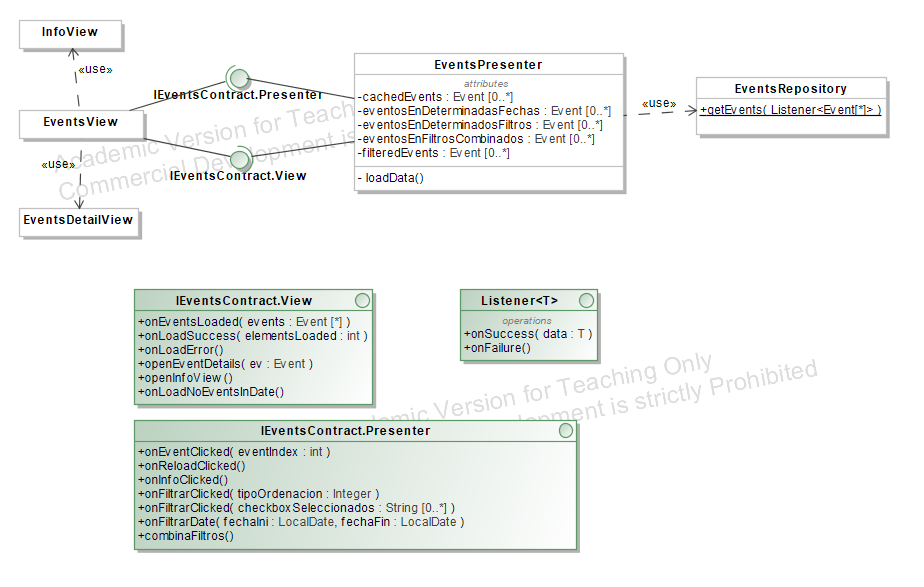 InfoView
«use»
IEventsContract.Presenter
EventsView
«use»
IEventsContract.View
EventsDetailView
EventsPresenter
attributes
-cachedEvents : Event [0..*]
-eventosEnDeterminadasFechas : Event [0..*]
-eventosEnDeterminadosFiltros : Event [0..*]
-eventosEnFiltrosCombinados : Event [0..*]
-filteredEvents : Event [0..*]
- loadData()
«use»
EventsRepository
+getEvents( Listener<Event[*]> )
Academic Version for Teaching
Commercial Development is
IEventsContract.View
+onEventsLoaded( events : Event [*] )
+onLoadSuccess( elementsLoaded : int )
+onLoadError()
+openEventDetails( ev : Event )
+openInfoView()
+onLoadNoEventsInDate()
Listener<T>
operations
+onSuccess( data : T )
+onFailure()
Academic Version for Teaching Only
Development is strictly Prohibited
IEventsContract.Presenter
+onEventClicked( eventIndex : int )
+onReloadClicked()
+onInfoClicked()
+onFiltrarClicked( tipoOrdenacion : Integer )
+onFiltrarClicked( checkboxSeleccionados : String [0..*] )
+onFiltrarDate( fechaIni : LocalDate, fechaFin : LocalDate )
+combinaFiltros()